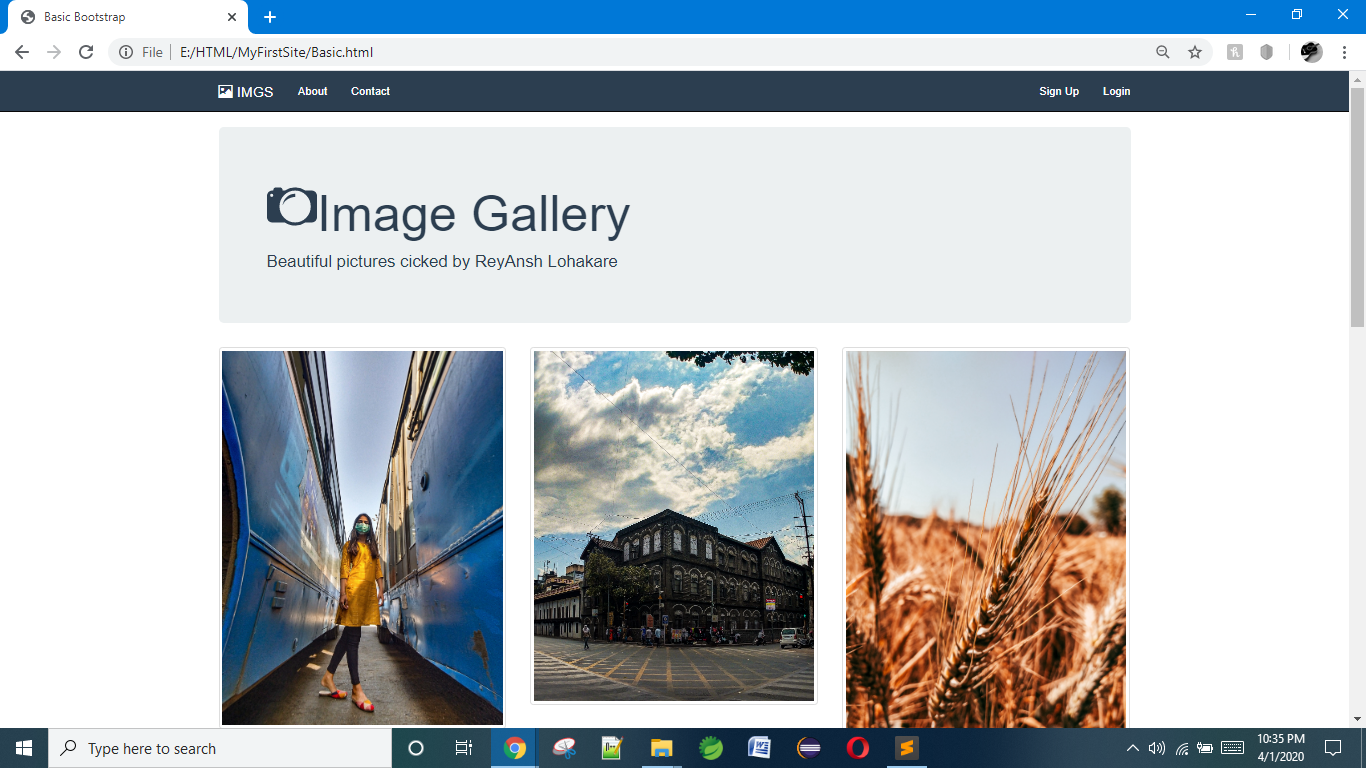 Basic Bootstrap
File
E:/HTML/MyFirstSite/Basic.html
IMGS About Contact Sign Up Login
Image Gallery
Beautiful pictures cicked by ReyAnsh Lohakare
Type here to search
10:35 PM
4/1/2020